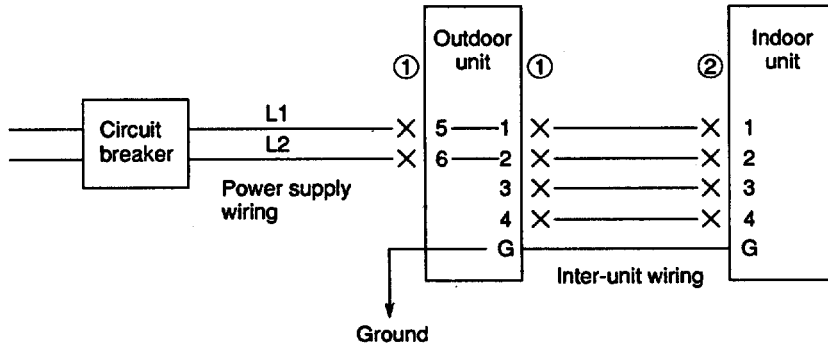 Outdoor
unit
Indoor
unit
① ① ②
Circuit
breaker
L1
L2
Power supply
wiring
5 1 1
6 2 2
3 3
4 4
G G
Inter-unit wiring
Ground